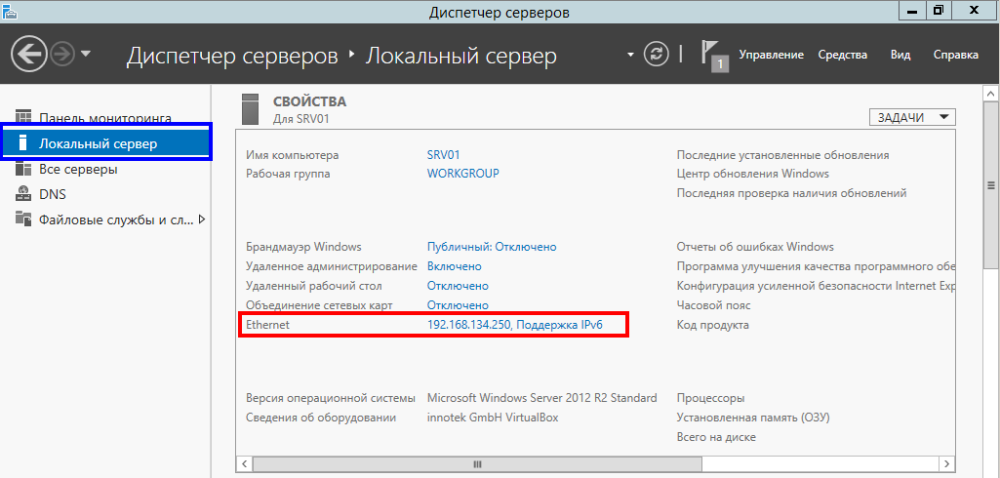 Диспетчер серверов
Диспетчер серверов Локальный сервер
1 Управление Средства Вид Справка
Панель мониторинга
Локальный сервер
Все серверы
DNS
Файловые службы и сл...
СВОЙСТВА
Для SRV01
ЗАДАЧИ
Имя компьютера SRV01 Последние установленные обновления
Рабочая группа WORKGROUP Центр обновления Windows
Последняя проверка наличия обновлений
Брандмауэр Windows Публичный: Отключено Отчеты об ошибках Windows
Удаленное администрирование Включено Программа улучшения качества программного обе
Удаленный рабочий стол Отключено Конфигурация усиленной безопасности Internet Exp
Объединение сетевых карт Отключено Часовой пояс
Ethernet 192.168.134.250, Поддержка IPv6 Код продукта
Версия операционной системы Microsoft Windows Server 2012 R2 Standard Процессоры
Сведения об оборудовании innotek GmbH VirtualBox Установленная память (ОЗУ)
Всего на диске